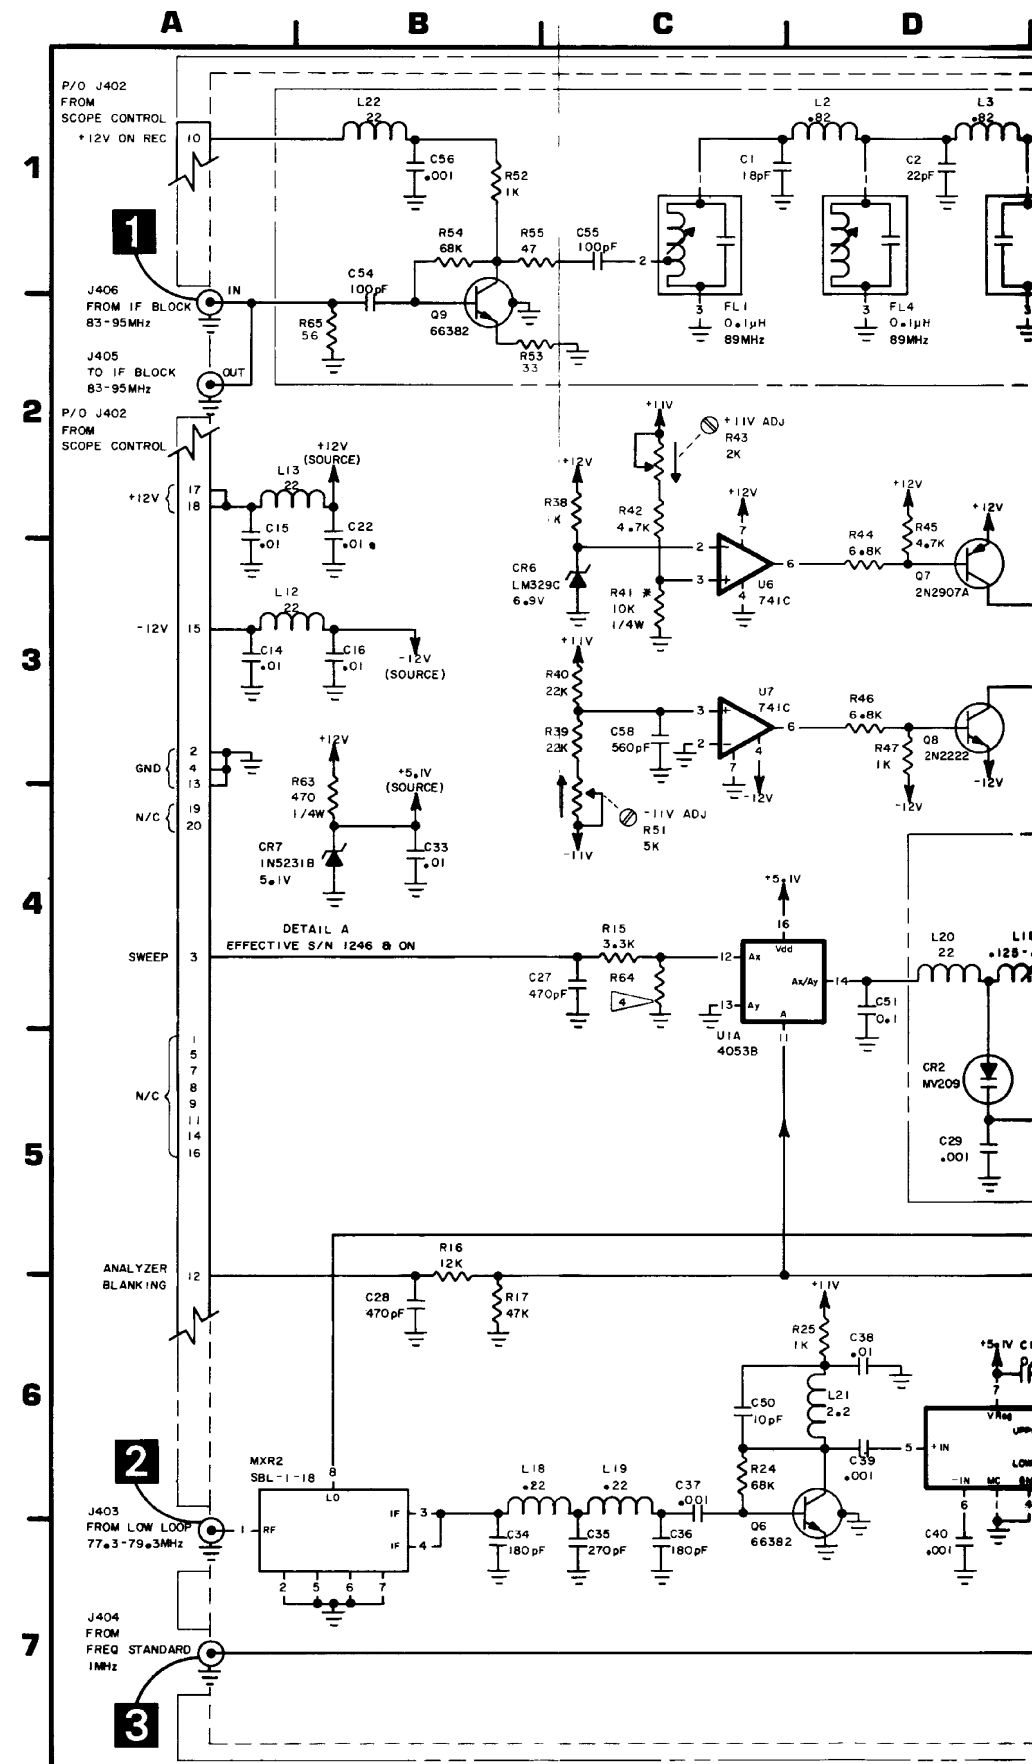 A B C D
1
2
3
4
5
6
7
P/O J402
FROM
SCOPE CONTROL
+12V ON REC 10
L22
22
C56
.001
R52
1K
R54
68K
R55
47
C55
100pF
2
C54
100pF
Q9
66382
R65
56
R53
33
1
J406
FROM IF BLOCK
83-95MHz
IN
J405
TO IF BLOCK
83-95MHz
OUT
L2
.82
L3
.82
C1
18pF
C2
22pF
3
FL1
0.1µH
89MHz
3
FL4
0.1µH
89MHz
3
P/O J402
FROM
SCOPE CONTROL
+12V
17
18
L13
22
+12V
(SOURCE)
C15
.01
C22
.01
-12V 15
L12
22
C14
.01
C16
.01
-12V
(SOURCE)
+11V
+11V ADJ
R43
2K
+12V
R38
1K
R42
4.7K
+12V
7
2
3
6
4
U6
741C
CR6
LM329C
6.9V
R41 *
10K
1/4W
R44
6.8K
+12V
R45
4.7K
+12V
Q7
2N2907A
+11V
R40
22K
R39
22K
C58
560pF
U7
741C
3
2
6
4
7
-12V
-11V ADJ
R51
5K
-11V
R46
6.8K
R47
1K
Q8
2N2222
-12V
-12V
GND
2
4
13
N/C
19
20
+12V
R63
470
1/4W
+5.1V
(SOURCE)
CR7
1N5231B
5.1V
C33
.01
DETAIL A
EFFECTIVE S/N 1246 & ON
SWEEP 3
R15
3.3K
C27
470pF
R64
4
+5.1V
16
Vdd
12 Ax
Ax/Ay 14
13 Ay
A
11
U1A
4053B
C51
0.1
L20
22
CR2
MV209
C29
.001
N/C
1
5
7
8
9
11
14
16
ANALYZER
BLANKING
12
R16
12K
C28
470pF
R17
47K
+11V
R25
1K
C38
.01
C50
10pF
L21
2.2
R24
68K
C39
.001
Q6
66382
+5.1V
7
V Reg
5 +IN
-IN
MC
6
4
C40
.001
2
J403
FROM LOW LOOP
77.3-79.3MHz
1 RF
MXR2
SBL-1-18
8
LO
IF 3
IF 4
2 5 6 7
L18
.22
L19
.22
C37
.001
C34
180pF
C35
270pF
C36
180pF
J404
FROM
FREQ STANDARD
1MHz
3